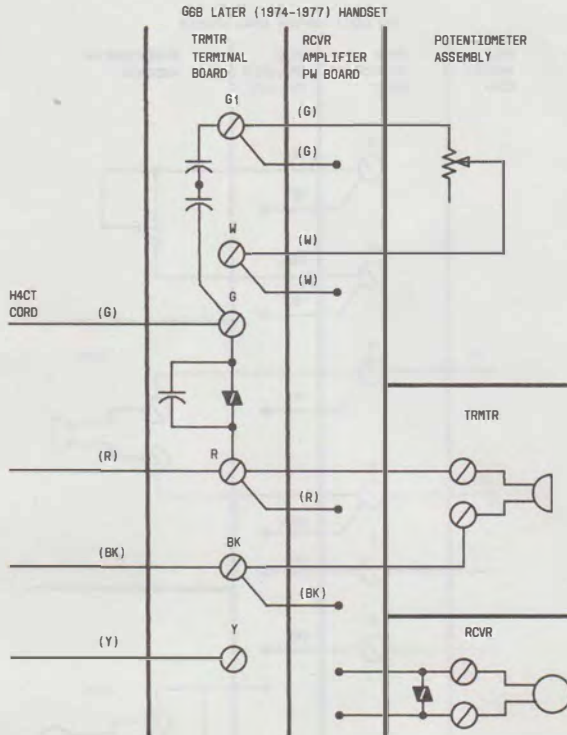 G6B LATER (1974-1977) HANDSET
TRMTR
TERMINAL
BOARD
RCVR
AMPLIFIER
PW BOARD
POTENTIOMETER
ASSEMBLY
G1
(G)
(G)
W
(W)
(W)
H4CT
CORD
(G)
G
TRMTR
(R)
R
(R)
(BK)
BK
(BK)
(Y)
Y
RCVR